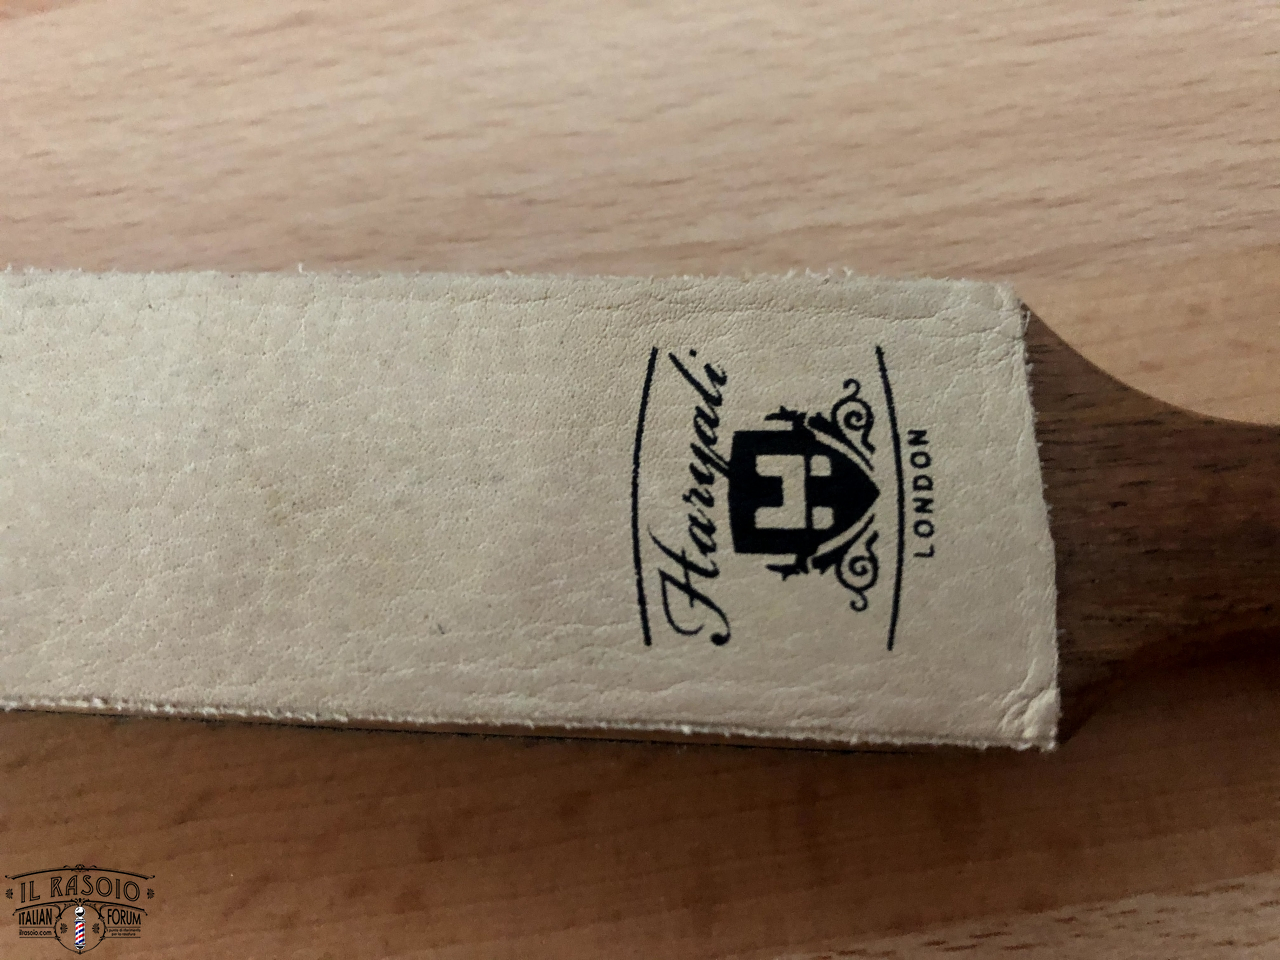 Haryali
H
LONDON
IL RASOIO
ITALIAN FORUM
ilrasoio.com